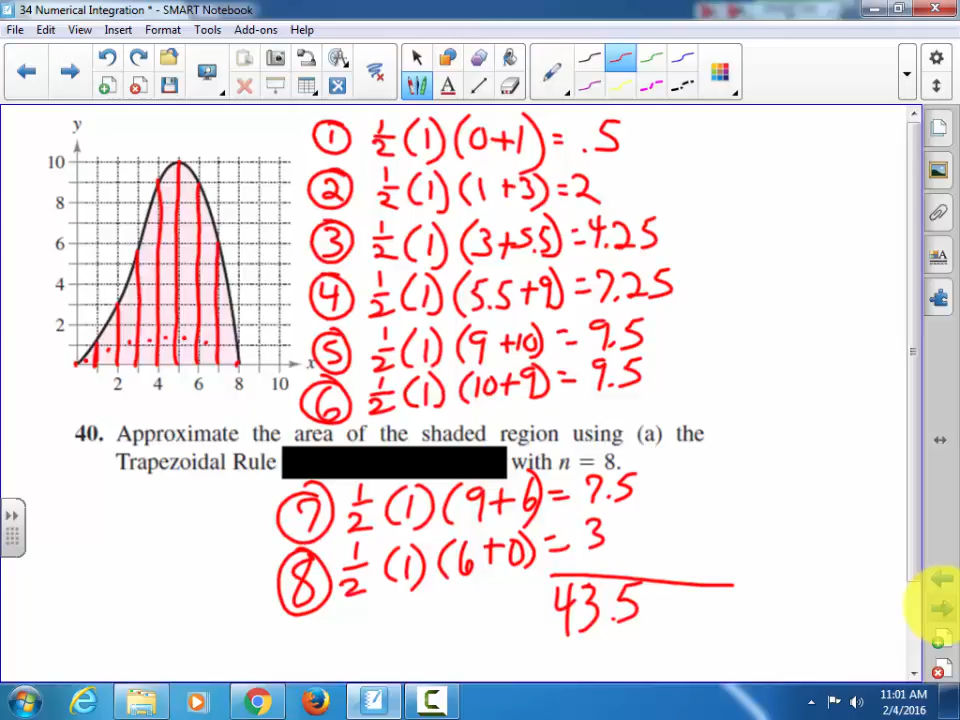 34 Numerical Integration * - SMART Notebook
File Edit View Insert Format Tools Add-ons Help
y
10
8
6
4
2
2 4 6 8 10 x
① ½(1)(0+1)= .5
② ½(1)(1+3)=2
③ ½(1)(3+5.5)=4.25
④ ½(1)(5.5+9)=7.25
⑤ ½(1)(9+10)=9.5
⑥ ½(1)(10+9)=9.5
40. Approximate the area of the shaded region using (a) the
Trapezoidal Rule with n = 8.
⑦ ½(1)(9+6)=7.5
⑧ ½(1)(6+0)=3
43.5
11:01 AM
2/4/2016